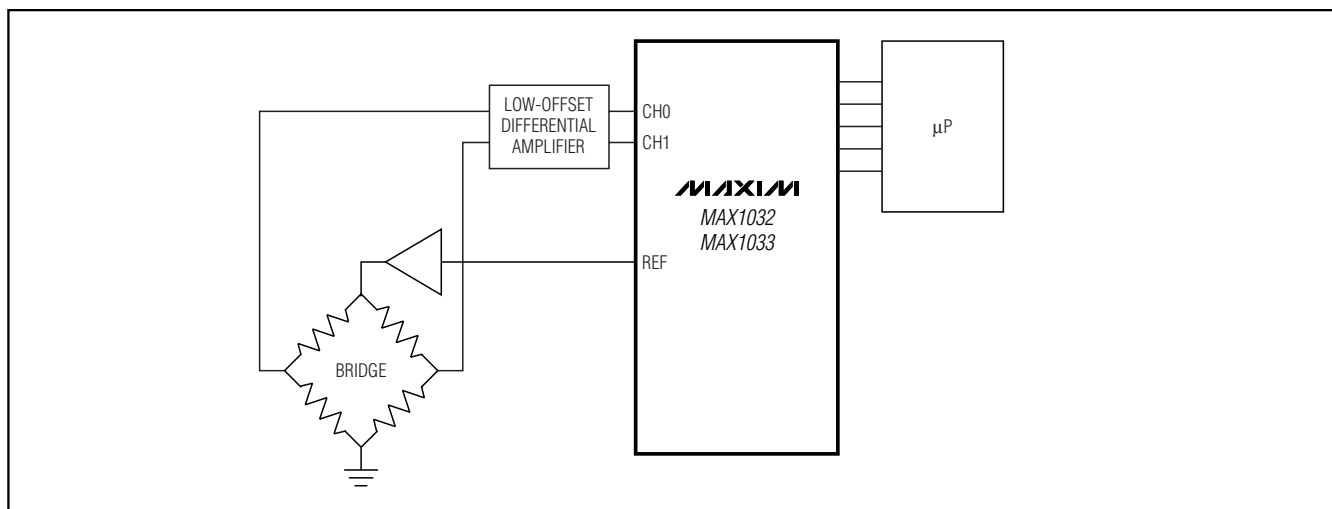 LOW-OFFSET
DIFFERENTIAL
AMPLIFIER
CH0
CH1
MAXIM
MAX1032
MAX1033
REF
BRIDGE
μP